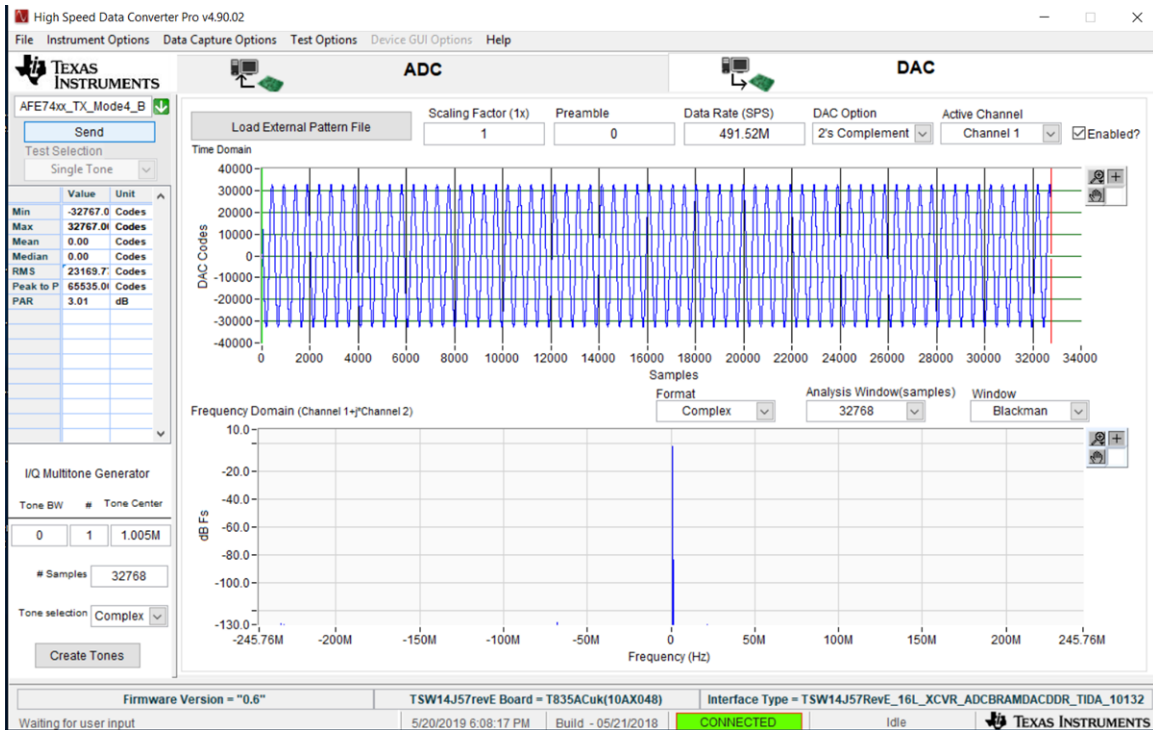 High Speed Data Converter Pro v4.90.02
File Instrument Options Data Capture Options Test Options Device GUI Options Help
TEXAS INSTRUMENTS
ADC
DAC
AFE74xx_TX_Mode4_B
Send
Test Selection
Single Tone
Value Unit
Min -32767.0 Codes
Max 32767.0 Codes
Mean 0.00 Codes
Median 0.00 Codes
RMS 23169.7 Codes
Peak to P 65535.0 Codes
PAR 3.01 dB
I/Q Multitone Generator
Tone BW # Tone Center
0 1 1.005M
# Samples 32768
Tone selection Complex
Create Tones
Load External Pattern File
Scaling Factor (1x) Preamble Data Rate (SPS) DAC Option Active Channel
1 0 491.52M 2's Complement Channel 1 Enabled?
Time Domain
DAC Codes
40000
30000
20000
10000
0
-10000
-20000
-30000
-40000
0 2000 4000 6000 8000 10000 12000 14000 16000 18000 20000 22000 24000 26000 28000 30000 32000 34000
Samples
Format Analysis Window(samples) Window
Complex 32768 Blackman
Frequency Domain (Channel 1+j*Channel 2)
dB Fs
10.0
-20.0
-40.0
-60.0
-80.0
-100.0
-130.0
-245.76M -200M -150M -100M -50M 0 50M 100M 150M 200M 245.76M
Frequency (Hz)
Firmware Version = "0.6" TSW14J57revE Board = T835ACuk(10AX048) Interface Type = TSW14J57RevE_16L_XCVR_ADCBRAMDACDDR_TIDA_10132
Waiting for user input 5/20/2019 6:08:17 PM Build - 05/21/2018 CONNECTED Idle TEXAS INSTRUMENTS